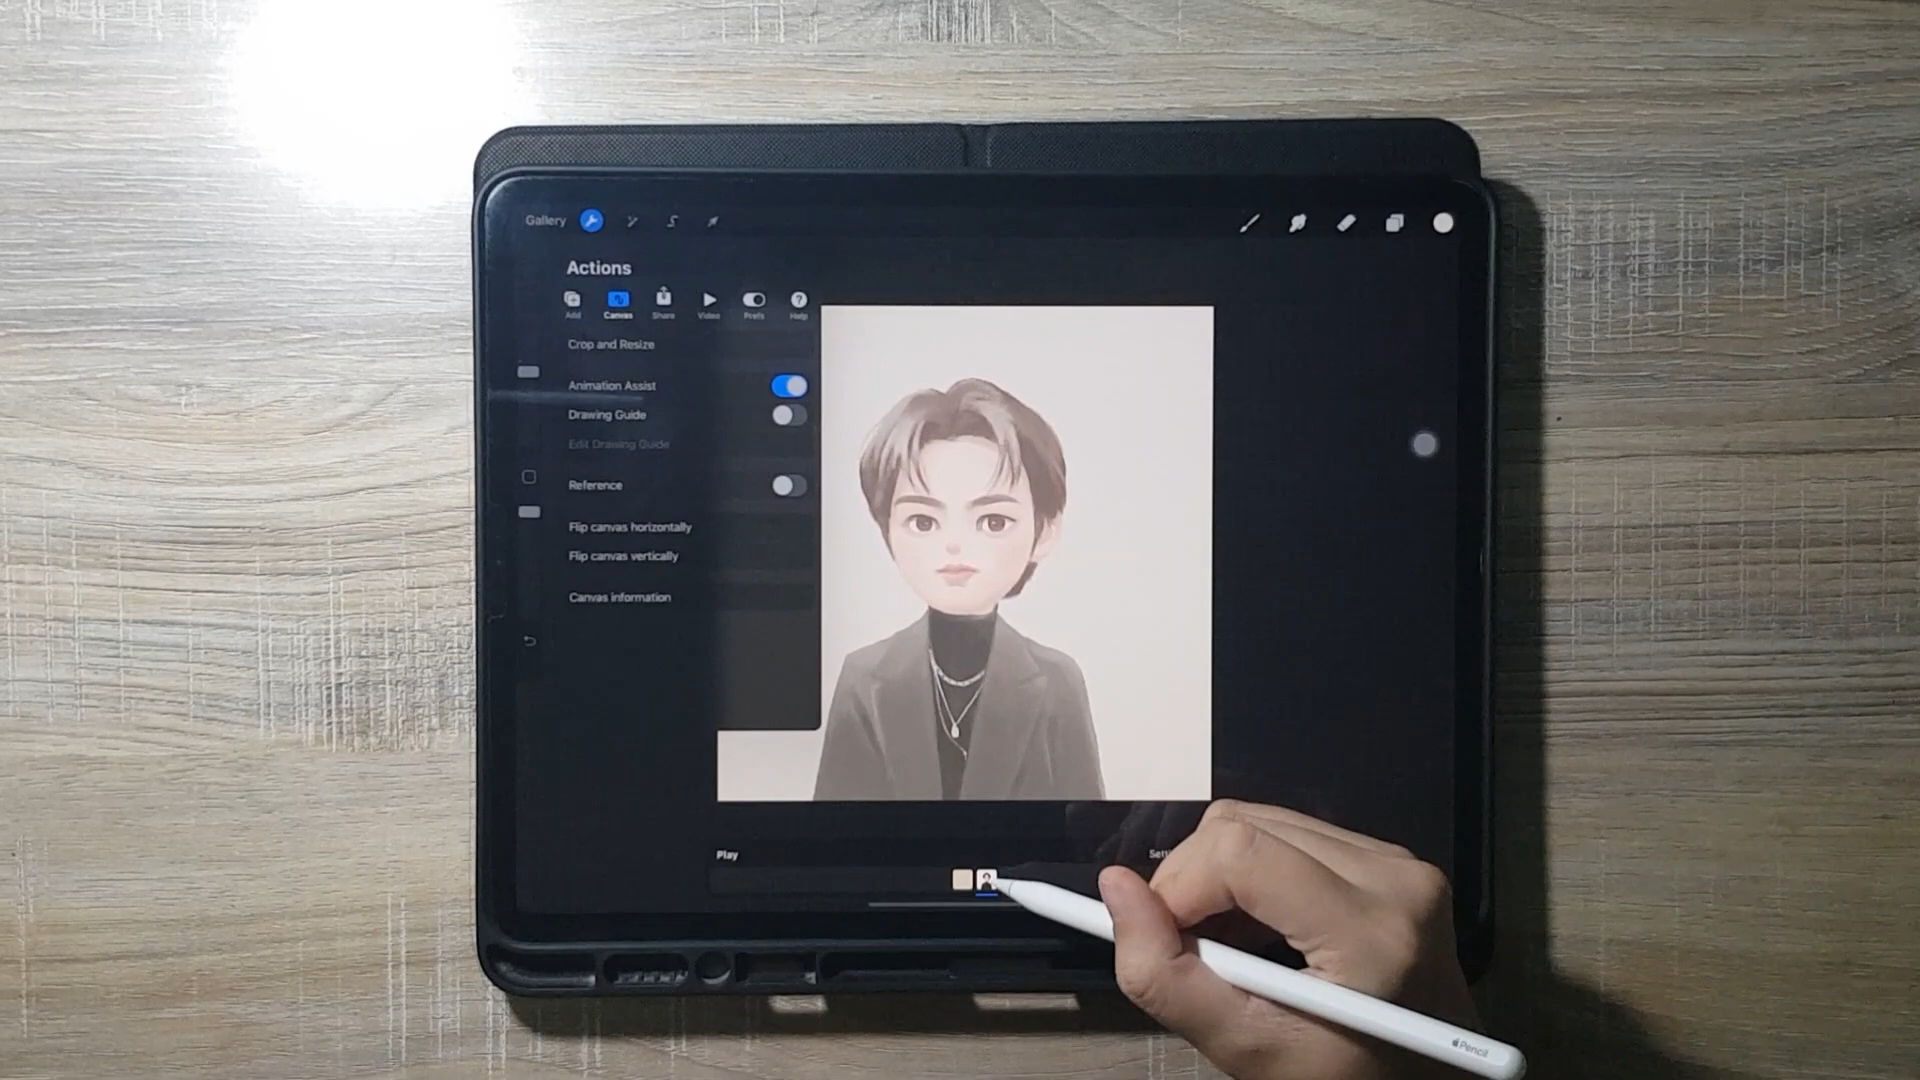 Gallery
Actions
Add Canvas Share Video Prefs Help
Crop and Resize
Animation Assist
Drawing Guide
Edit Drawing Guide
Reference
Flip canvas horizontally
Flip canvas vertically
Canvas information
Play
Pencil